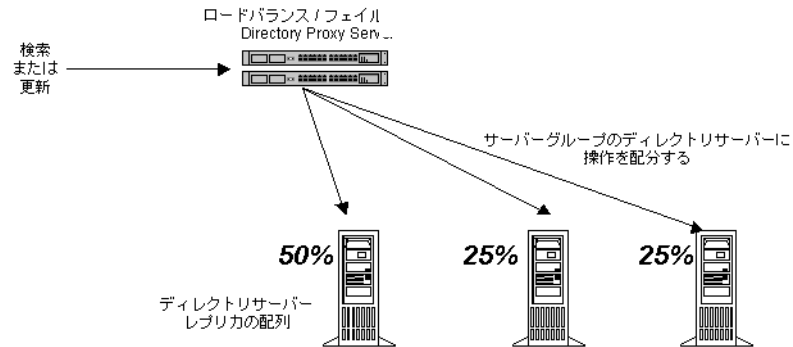 ロードバランス / フェイル
Directory Proxy
検索
または
更新
サーバーグループのディレクトリサーバーに
操作を配分する
50%
25%
25%
ディレクトリサーバー
レプリカの配列